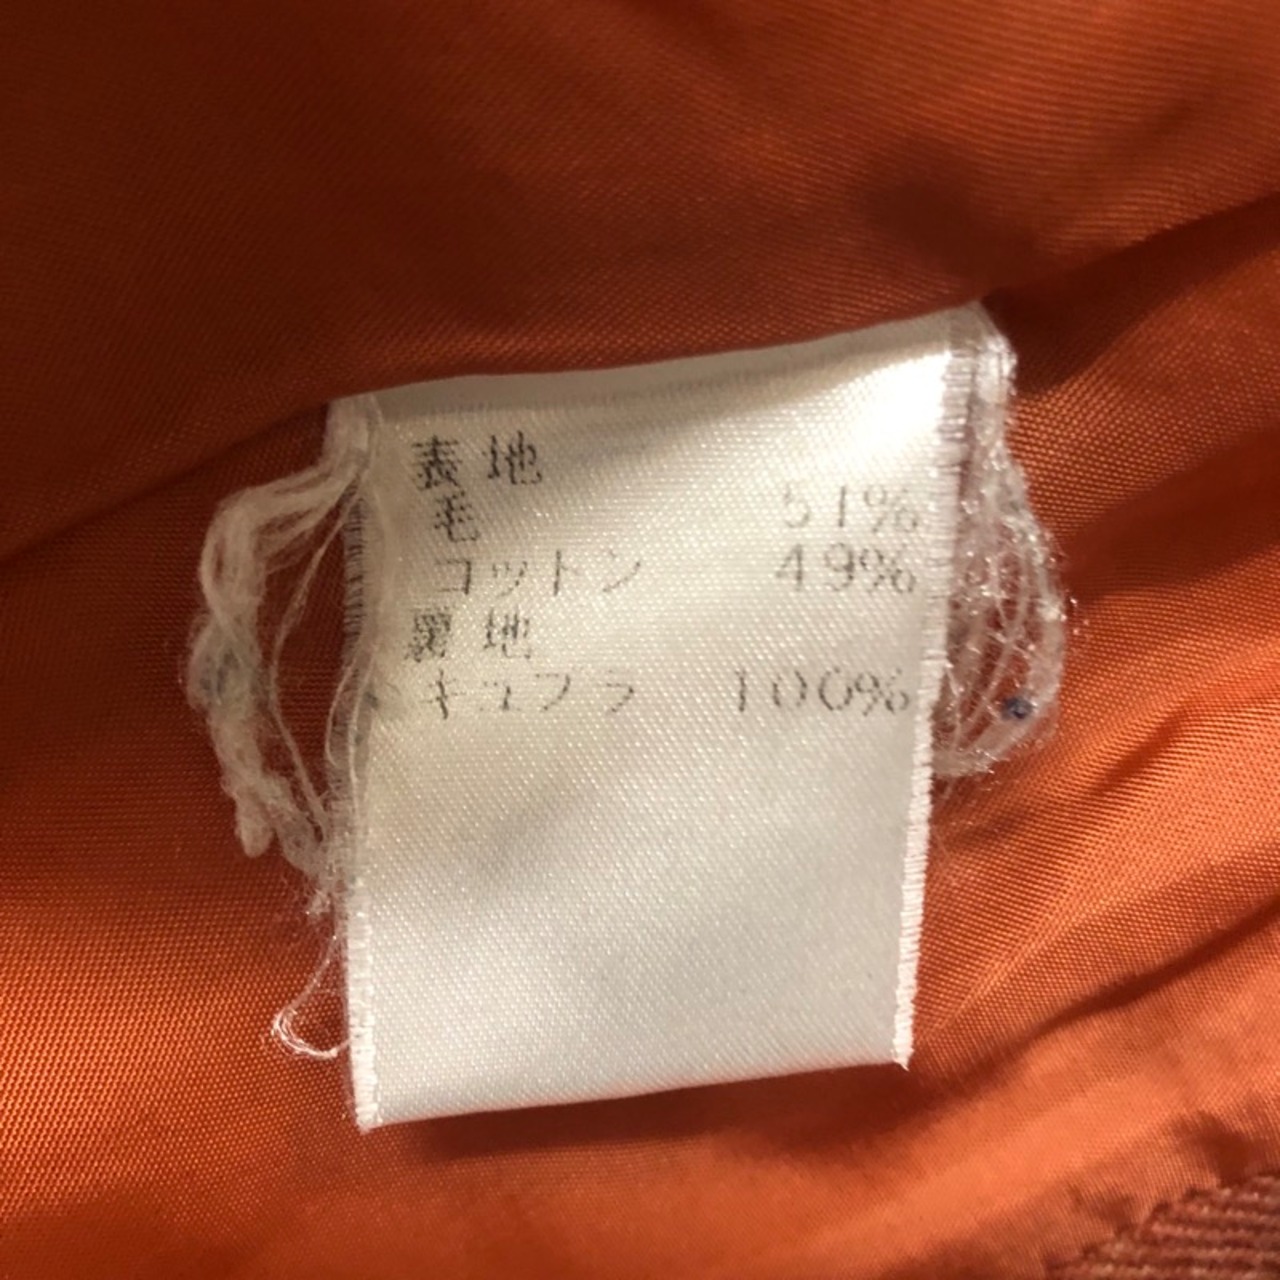 表地
毛 51%
コットン 49%
裏地
キュプラ 100%